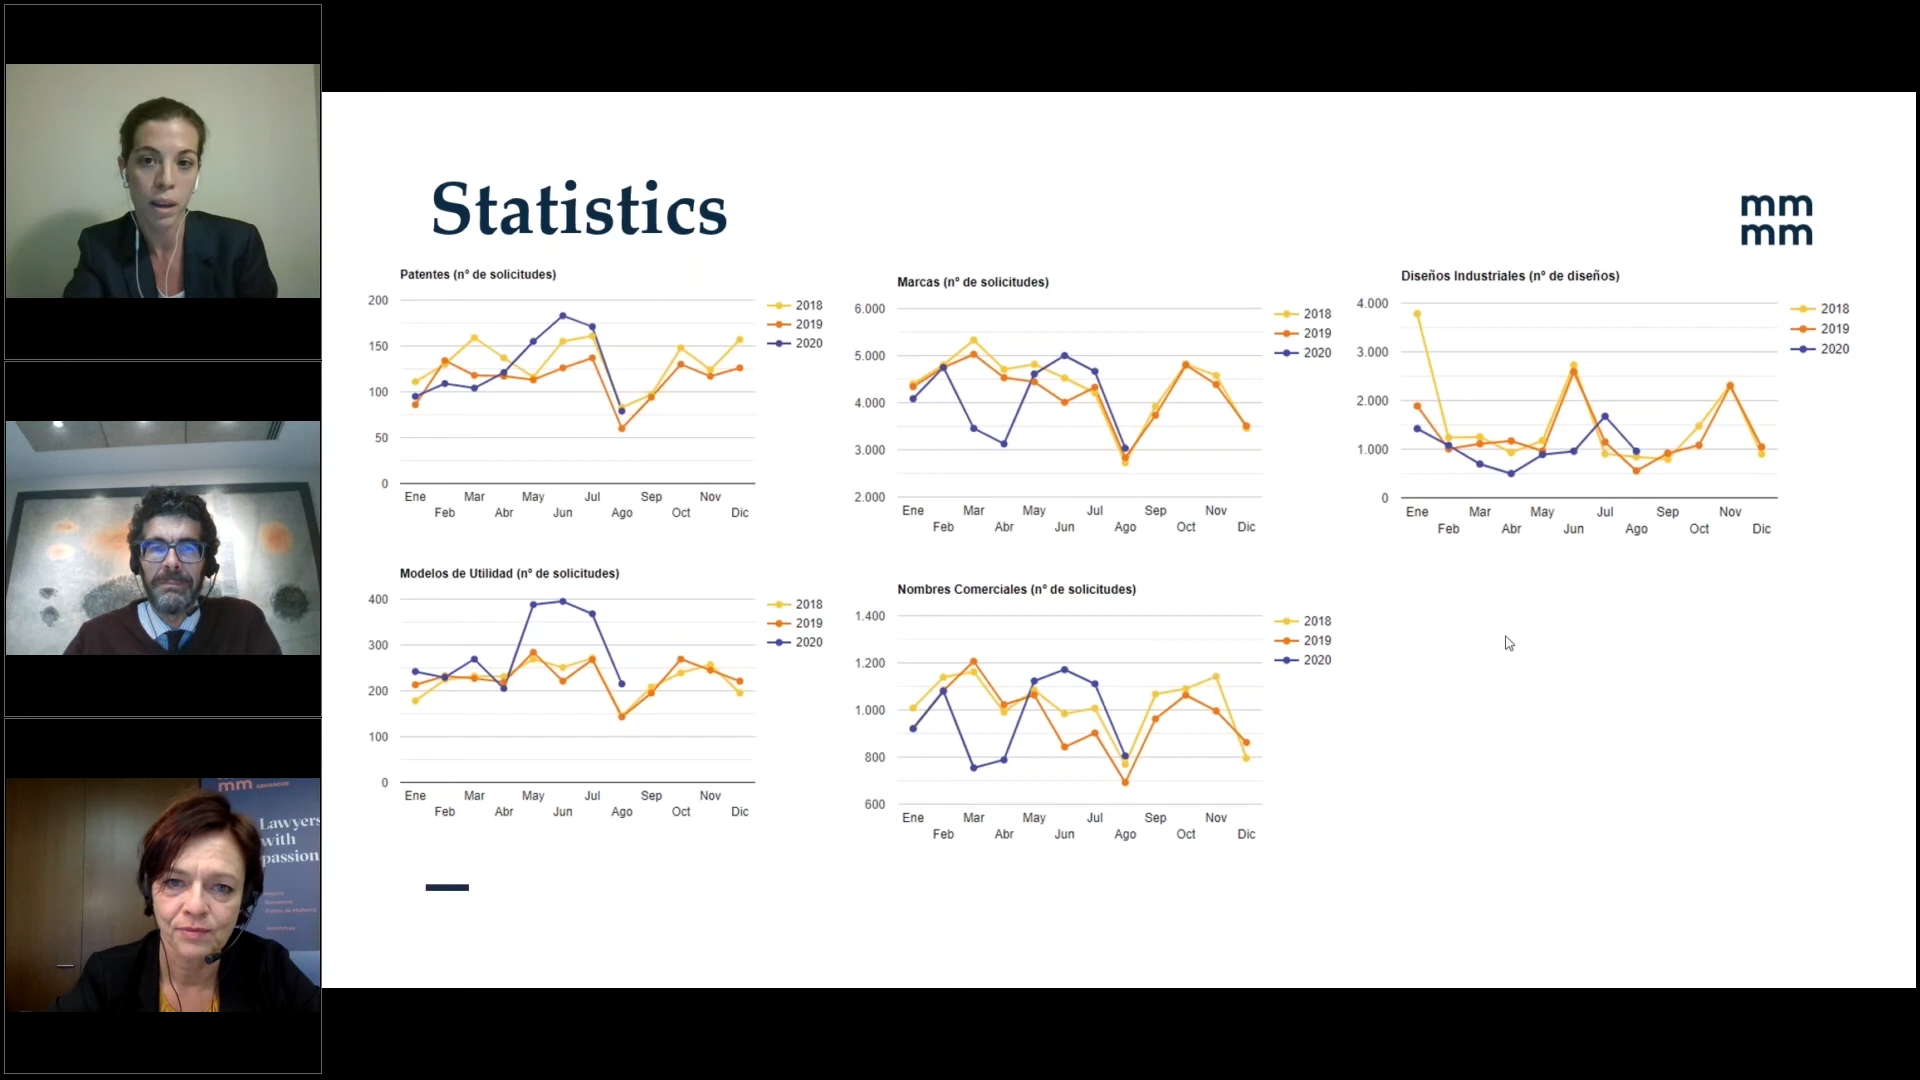 Statistics
mm
mm
Patentes (nº de solicitudes)
200
150
100
50
0
Ene
Feb
Mar
Abr
May
Jun
Jul
Ago
Sep
Oct
Nov
Dic
2018
2019
2020
Marcas (nº de solicitudes)
6.000
5.000
4.000
3.000
2.000
Ene
Feb
Mar
Abr
May
Jun
Jul
Ago
Sep
Oct
Nov
Dic
2018
2019
2020
Diseños Industriales (nº de diseños)
4.000
3.000
2.000
1.000
0
Ene
Feb
Mar
Abr
May
Jun
Jul
Ago
Sep
Oct
Nov
Dic
2018
2019
2020
Modelos de Utilidad (nº de solicitudes)
400
300
200
100
0
Ene
Feb
Mar
Abr
May
Jun
Jul
Ago
Sep
Oct
Nov
Dic
2018
2019
2020
Nombres Comerciales (nº de solicitudes)
1.400
1.200
1.000
800
600
Ene
Feb
Mar
Abr
May
Jun
Jul
Ago
Sep
Oct
Nov
Dic
2018
2019
2020
mm ABOGADOS
Lawyers
with
passion
Barcelona
Palma de Mallorca